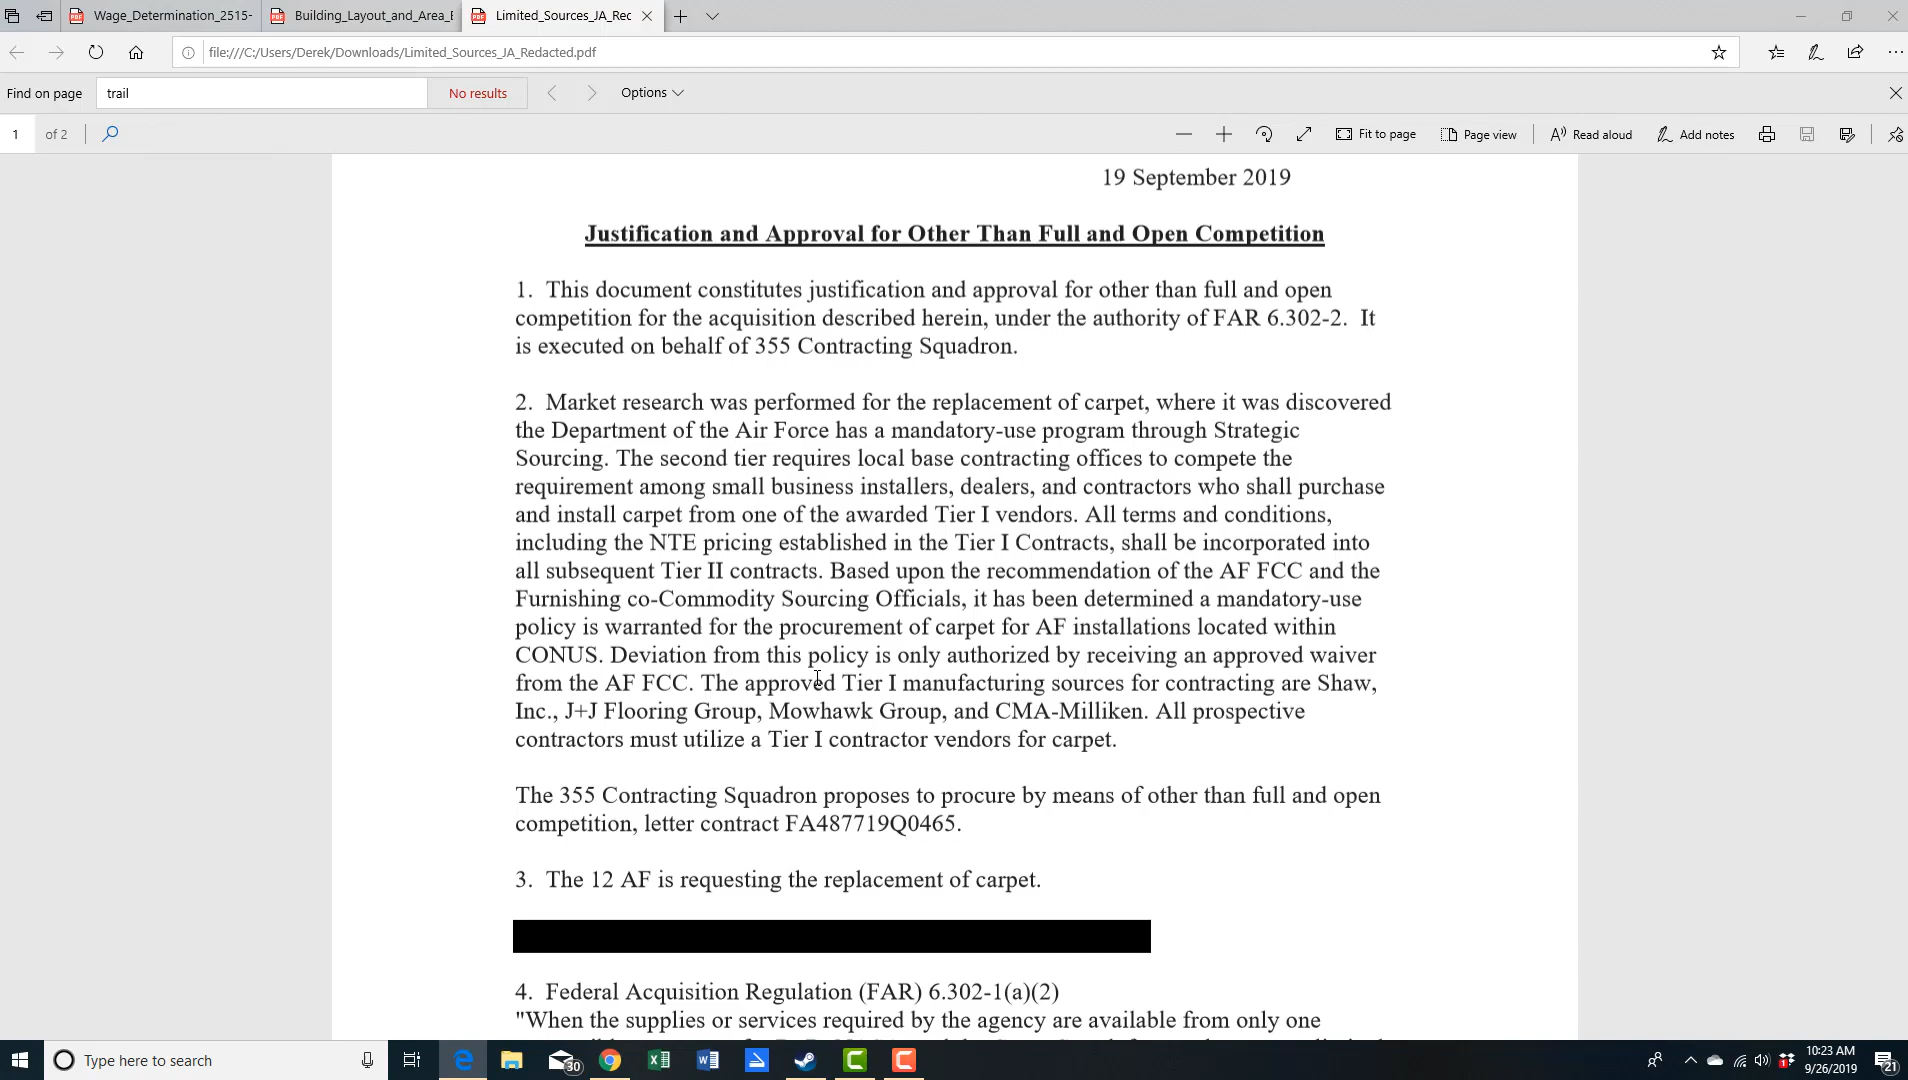 Wage_Determination_2515-
Building_Layout_and_Area_E
Limited_Sources_JA_Rec
file:///C:/Users/Derek/Downloads/Limited_Sources_JA_Redacted.pdf
Find on page
trail
No results
Options
1 of 2
Fit to page
Page view
Read aloud
Add notes
19 September 2019
Justification and Approval for Other Than Full and Open Competition
1. This document constitutes justification and approval for other than full and open
competition for the acquisition described herein, under the authority of FAR 6.302-2. It
is executed on behalf of 355 Contracting Squadron.
2. Market research was performed for the replacement of carpet, where it was discovered
the Department of the Air Force has a mandatory-use program through Strategic
Sourcing. The second tier requires local base contracting offices to compete the
requirement among small business installers, dealers, and contractors who shall purchase
and install carpet from one of the awarded Tier I vendors. All terms and conditions,
including the NTE pricing established in the Tier I Contracts, shall be incorporated into
all subsequent Tier II contracts. Based upon the recommendation of the AF FCC and the
Furnishing co-Commodity Sourcing Officials, it has been determined a mandatory-use
policy is warranted for the procurement of carpet for AF installations located within
CONUS. Deviation from this policy is only authorized by receiving an approved waiver
from the AF FCC. The approved Tier I manufacturing sources for contracting are Shaw,
Inc., J+J Flooring Group, Mowhawk Group, and CMA-Milliken. All prospective
contractors must utilize a Tier I contractor vendors for carpet.
The 355 Contracting Squadron proposes to procure by means of other than full and open
competition, letter contract FA487719Q0465.
3. The 12 AF is requesting the replacement of carpet.
4. Federal Acquisition Regulation (FAR) 6.302-1(a)(2)
"When the supplies or services required by the agency are available from only one
Type here to search
30
10:23 AM
9/26/2019
21